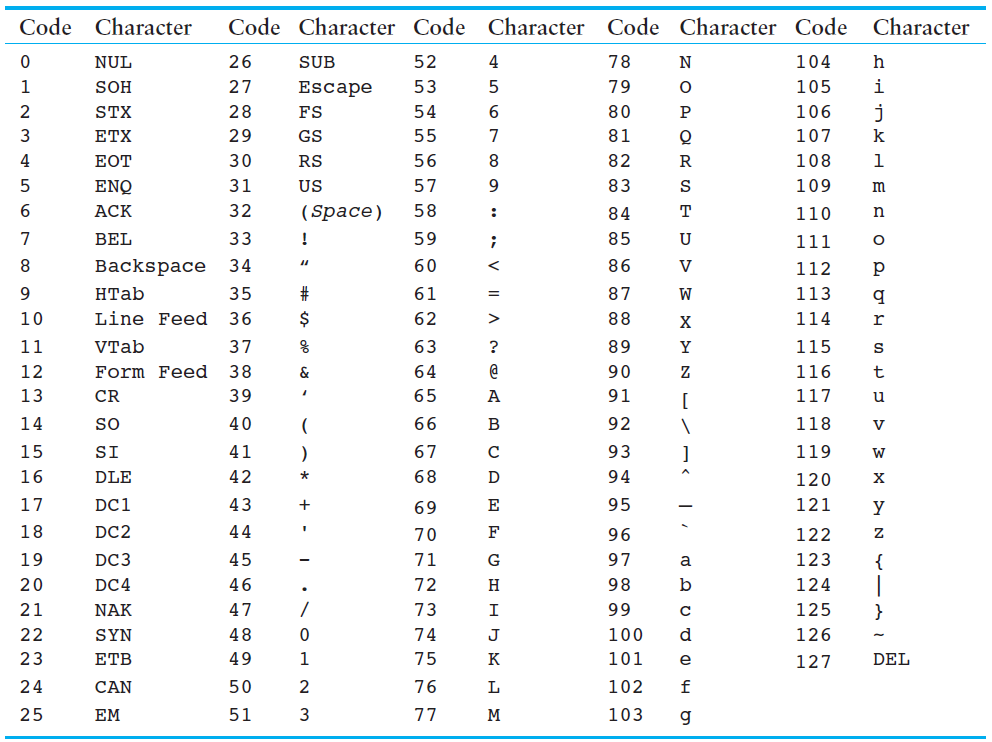 Code Character Code Character Code Character Code Character Code Character
0 NUL 26 SUB 52 4 78 N 104 h
1 SOH 27 Escape 53 5 79 O 105 i
2 STX 28 FS 54 6 80 P 106 j
3 ETX 29 GS 55 7 81 Q 107 k
4 EOT 30 RS 56 8 82 R 108 l
5 ENQ 31 US 57 9 83 S 109 m
6 ACK 32 (Space) 58 : 84 T 110 n
7 BEL 33 ! 59 ; 85 U 111 o
8 Backspace 34 “ 60 < 86 V 112 p
9 HTab 35 # 61 = 87 W 113 q
10 Line Feed 36 $ 62 > 88 X 114 r
11 VTab 37 % 63 ? 89 Y 115 s
12 Form Feed 38 & 64 @ 90 Z 116 t
13 CR 39 ‘ 65 A 91 [ 117 u
14 SO 40 ( 66 B 92 \ 118 v
15 SI 41 ) 67 C 93 ] 119 w
16 DLE 42 * 68 D 94 ^ 120 x
17 DC1 43 + 69 E 95 — 121 y
18 DC2 44 ' 70 F 96 ` 122 z
19 DC3 45 – 71 G 97 a 123 {
20 DC4 46 . 72 H 98 b 124 |
21 NAK 47 / 73 I 99 c 125 }
22 SYN 48 0 74 J 100 d 126 ~
23 ETB 49 1 75 K 101 e 127 DEL
24 CAN 50 2 76 L 102 f
25 EM 51 3 77 M 103 g